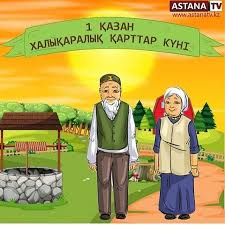 ASTANA TV
www.astanatv.kz
1 ҚАЗАН
ХАЛЫҚАРАЛЫҚ ҚАРТТАР КҮНІ